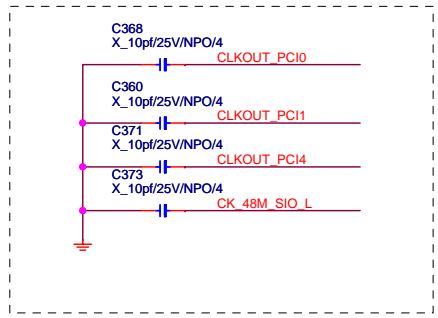 C368
X_10pf/25V/NPO/4
CLKOUT_PCI0
C360
X_10pf/25V/NPO/4
CLKOUT_PCI1
C371
X_10pf/25V/NPO/4
CLKOUT_PCI4
C373
X_10pf/25V/NPO/4
CK_48M_SIO_L